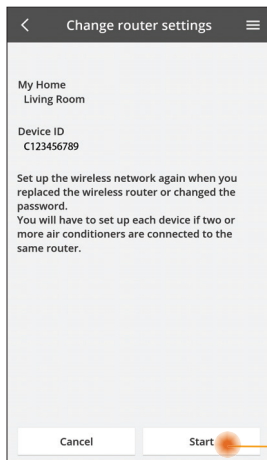 Change router settings
My Home
Living Room
Device ID
C123456789
Set up the wireless network again when you
replaced the wireless router or changed the
password.
You will have to set up each device if two or
more air conditioners are connected to the
same router.
Cancel
Start